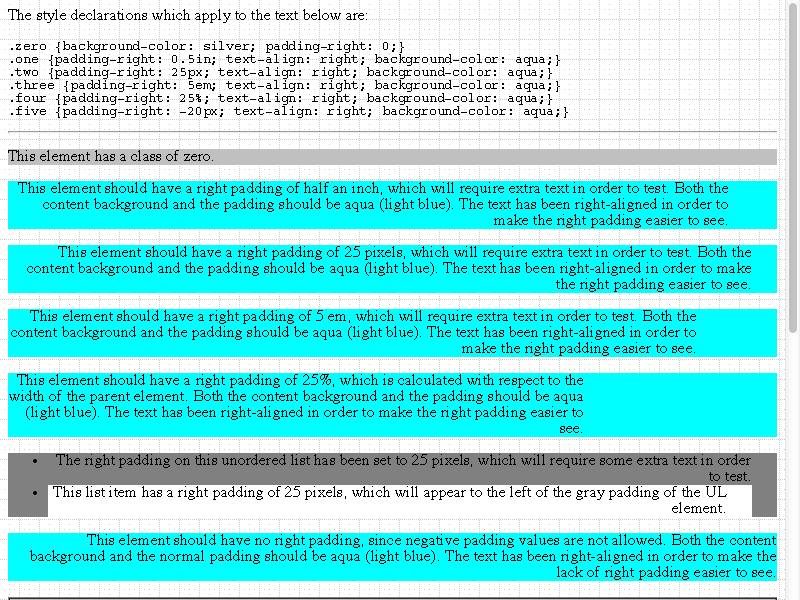 The style declarations which apply to the text below are:
.zero {background-color: silver; padding-right: 0;}
.one {padding-right: 0.5in; text-align: right; background-color: aqua;}
.two {padding-right: 25px; text-align: right; background-color: aqua;}
.three {padding-right: 5em; text-align: right; background-color: aqua;}
.four {padding-right: 25%; text-align: right; background-color: aqua;}
.five {padding-right: -20px; text-align: right; background-color: aqua;}
This element has a class of zero.
This element should have a right padding of half an inch, which will require extra text in order to test. Both the
content background and the padding should be aqua (light blue). The text has been right-aligned in order to
make the right padding easier to see.
This element should have a right padding of 25 pixels, which will require extra text in order to test. Both the
content background and the padding should be aqua (light blue). The text has been right-aligned in order to make
the right padding easier to see.
This element should have a right padding of 5 em, which will require extra text in order to test. Both the
content background and the padding should be aqua (light blue). The text has been right-aligned in order to
make the right padding easier to see.
This element should have a right padding of 25%, which is calculated with respect to the
width of the parent element. Both the content background and the padding should be aqua
(light blue). The text has been right-aligned in order to make the right padding easier to
see.
• The right padding on this unordered list has been set to 25 pixels, which will require some extra text in order
to test.
• This list item has a right padding of 25 pixels, which will appear to the left of the gray padding of the UL
element.
This element should have no right padding, since negative padding values are not allowed. Both the content
background and the normal padding should be aqua (light blue). The text has been right-aligned in order to make the
lack of right padding easier to see.